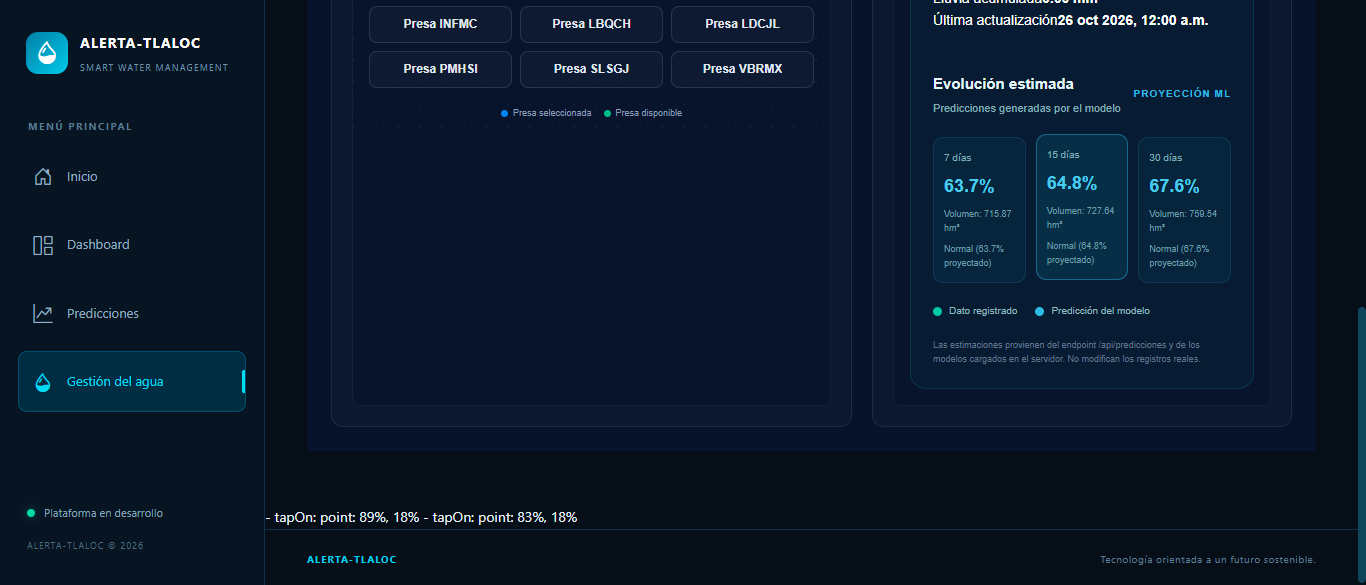 ALERTA-TLALOC
SMART WATER MANAGEMENT
MENÚ PRINCIPAL
Inicio
Dashboard
Predicciones
Gestión del agua
Plataforma en desarrollo
ALERTA-TLALOC © 2026
Presa INFMC
Presa LBQCH
Presa LDCJL
Presa PMHSI
Presa SLSGJ
Presa VBRMX
Presa seleccionada
Presa disponible
Lluvia acumulada0.00 mm
Última actualización26 oct 2026, 12:00 a.m.
Evolución estimada
Predicciones generadas por el modelo
PROYECCIÓN ML
7 días
63.7%
Volumen: 715.87
hm³
Normal (63.7%
proyectado)
15 días
64.8%
Volumen: 727.64
hm³
Normal (64.8%
proyectado)
30 días
67.6%
Volumen: 759.54
hm³
Normal (67.6%
proyectado)
Dato registrado
Predicción del modelo
Las estimaciones provienen del endpoint /api/predicciones y de los
modelos cargados en el servidor. No modifican los registros reales.
- tapOn: point: 89%, 18% - tapOn: point: 83%, 18%
ALERTA-TLALOC
Tecnología orientada a un futuro sostenible.